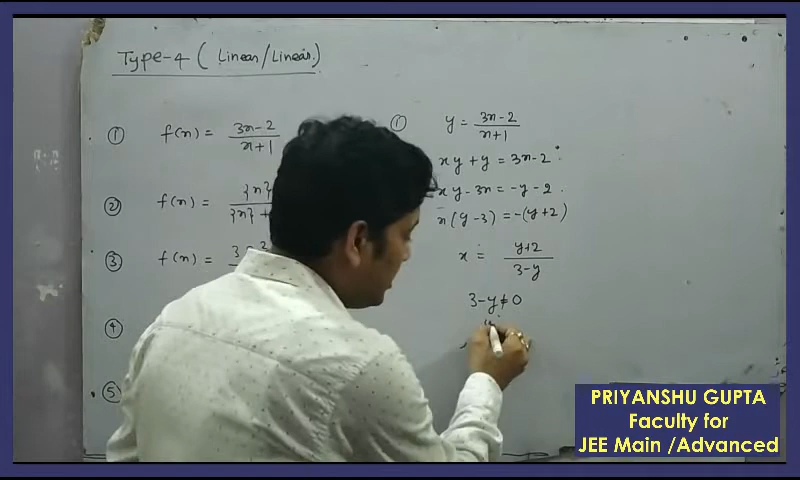 Type-4 ( Linear/Linear )
① f(x) = 3x-2 / x+1
② f(x) = {x} / {x} +
③ f(x) =
④
⑤
① y = 3x-2 / x+1
xy + y = 3x-2
xy - 3x = -y - 2
x(y-3) = -(y+2)
x = y+2 / 3-y
3-y ≠ 0
PRIYANSHU GUPTA
Faculty for
JEE Main /Advanced